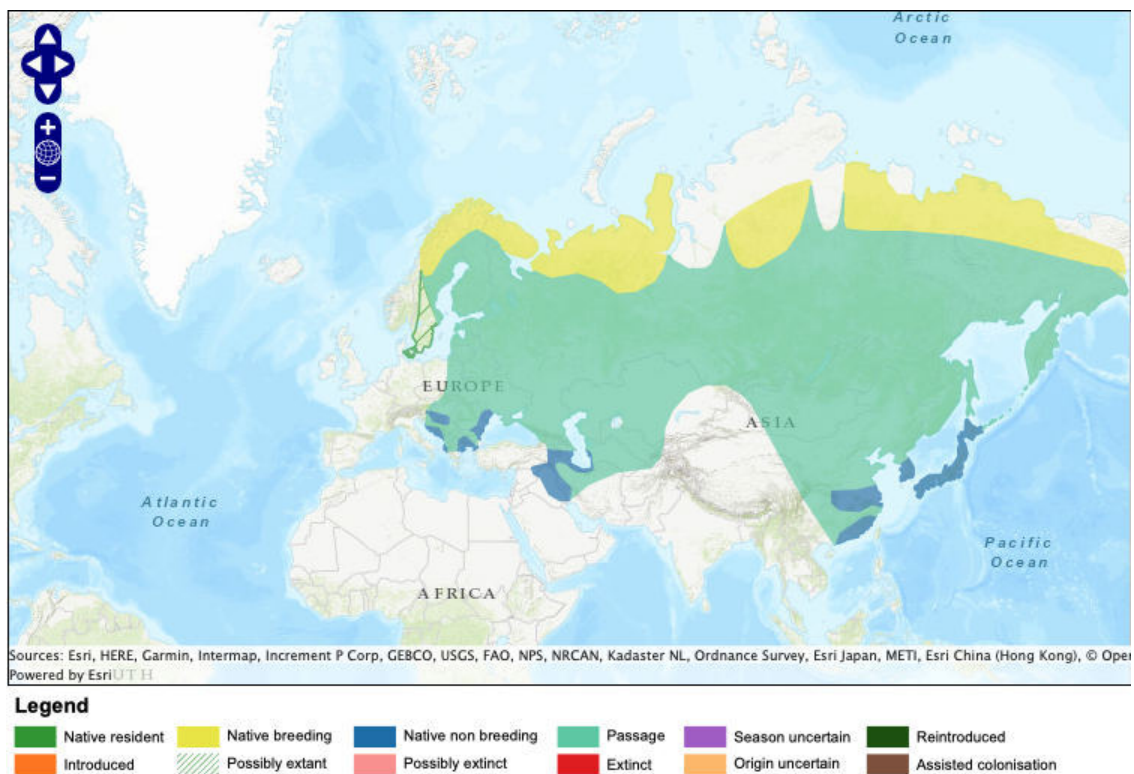 Arctic
Ocean
EUROPE
ASIA
Atlantic
Ocean
Pacific
Ocean
AFRICA
Sources: Esri, HERE, Garmin, Intermap, Increment P Corp, GEBCO, USGS, FAO, NPS, NRCAN, Kadaster NL, Ordnance Survey, Esri Japan, METI, Esri China (Hong Kong), © Oper
Powered by Esri UTH
Legend
Native resident Native breeding Native non breeding Passage Season uncertain Reintroduced
Introduced Possibly extant Possibly extinct Extinct Origin uncertain Assisted colonisation